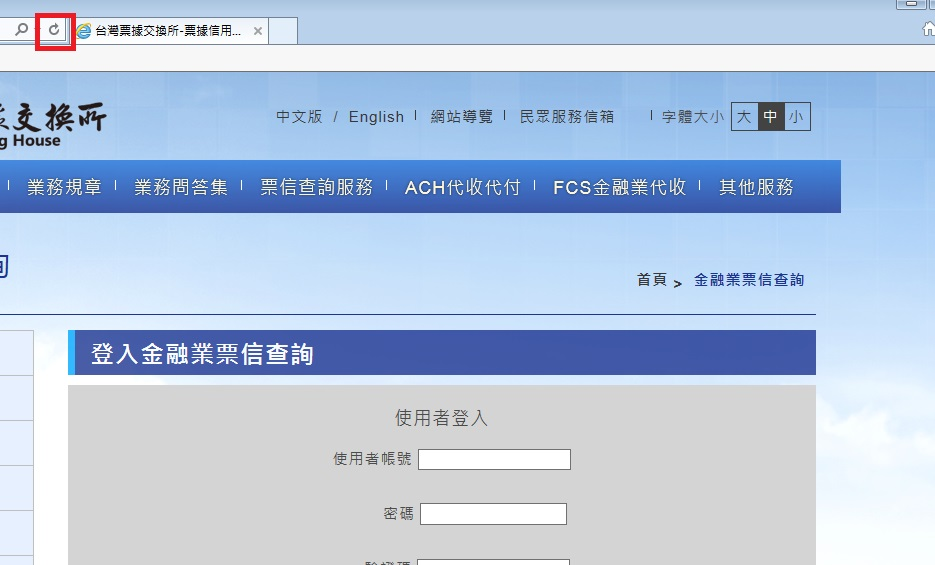 台灣票據交換所-票據信用...
交換所
g House
中文版 / English 網站導覽 民眾服務信箱 字體大小 大 中 小
業務規章 業務問答集 票信查詢服務 ACH代收代付 FCS金融業代收 其他服務
首頁 > 金融業票信查詢
登入金融業票信查詢
使用者登入
使用者帳號
密碼
驗證碼